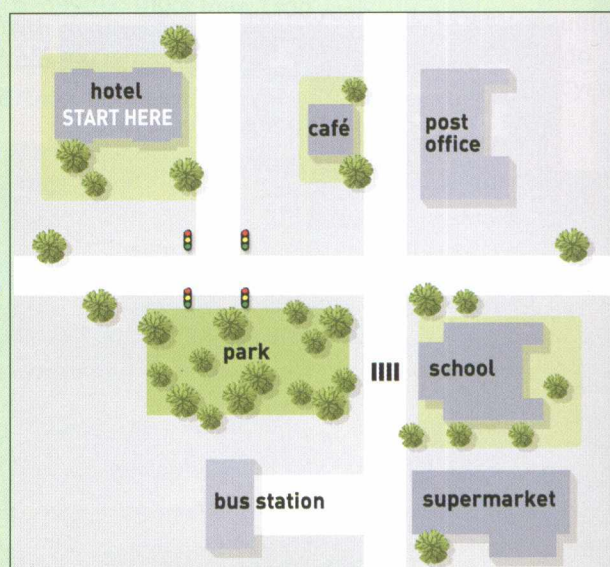 hotel
START HERE
café
post
office
park
school
bus station
supermarket